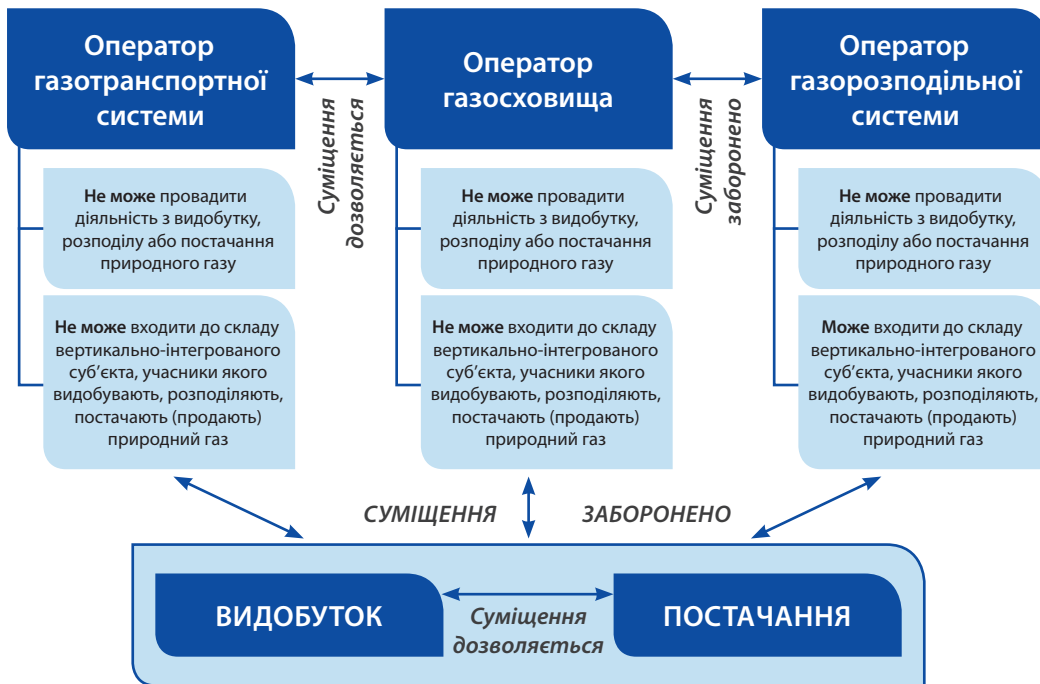 Оператор
газотранспортної
системи
Суміщення
дозволяється
Оператор
газосховища
Суміщення
заборонено
Оператор
газорозподільної
системи
Не може провадити
діяльність з видобутку,
розподілу або постачання
природного газу
Не може провадити
діяльність з видобутку,
розподілу або постачання
природного газу
Не може провадити
діяльність з видобутку,
розподілу або постачання
природного газу
Не може входити до складу
вертикально-інтегрованого
суб’єкта, учасники якого
видобувають, розподіляють,
постачають (продають)
природний газ
Не може входити до складу
вертикально-інтегрованого
суб’єкта, учасники якого
видобувають, розподіляють,
постачають (продають)
природний газ
Може входити до складу
вертикально-інтегрованого
суб’єкта, учасники якого
видобувають, розподіляють,
постачають (продають)
природний газ
СУМІЩЕННЯ ЗАБОРОНЕНО
ВИДОБУТОК
Суміщення
дозволяється
ПОСТАЧАННЯ